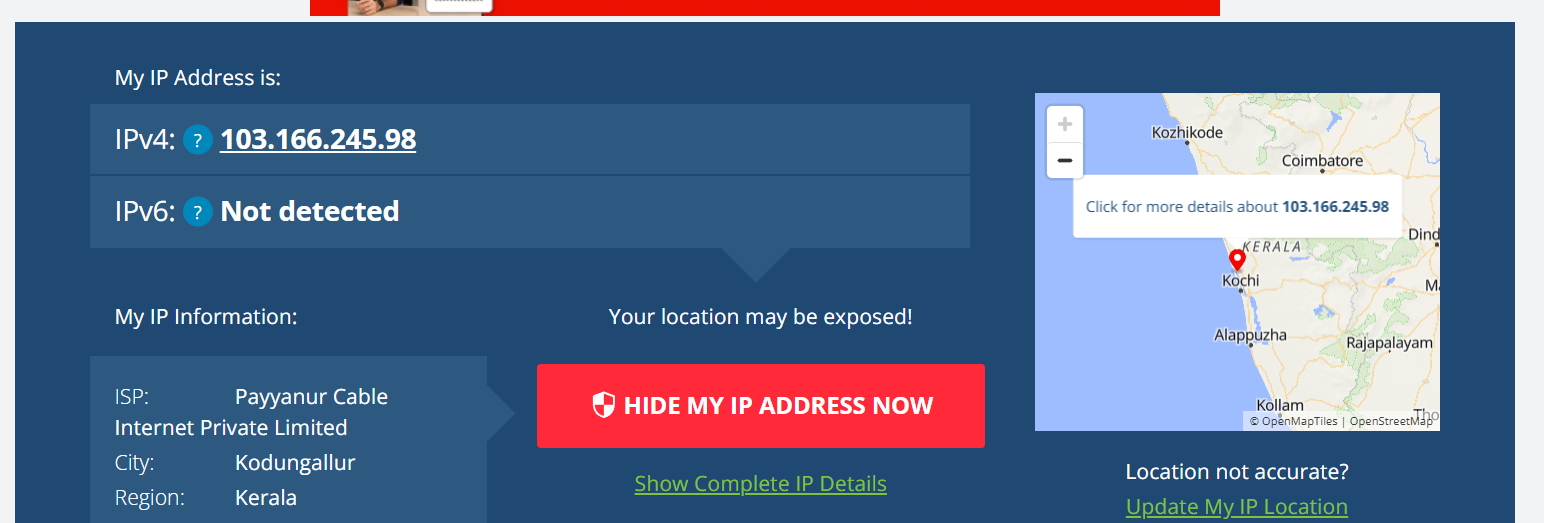 My IP Address is:
IPv4: ? 103.166.245.98
IPv6: ? Not detected
My IP Information:
ISP: Payyanur Cable
Internet Private Limited
City: Kodungallur
Region: Kerala
Your location may be exposed!
HIDE MY IP ADDRESS NOW
Show Complete IP Details
+
−
Kozhikode
Coimbatore
Click for more details about 103.166.245.98
Dind
KERALA
Kochi
Ma
Alappuzha
Rajapalayam
Kollam
Tho
© OpenMapTiles | OpenStreetMap
Location not accurate?
Update My IP Location